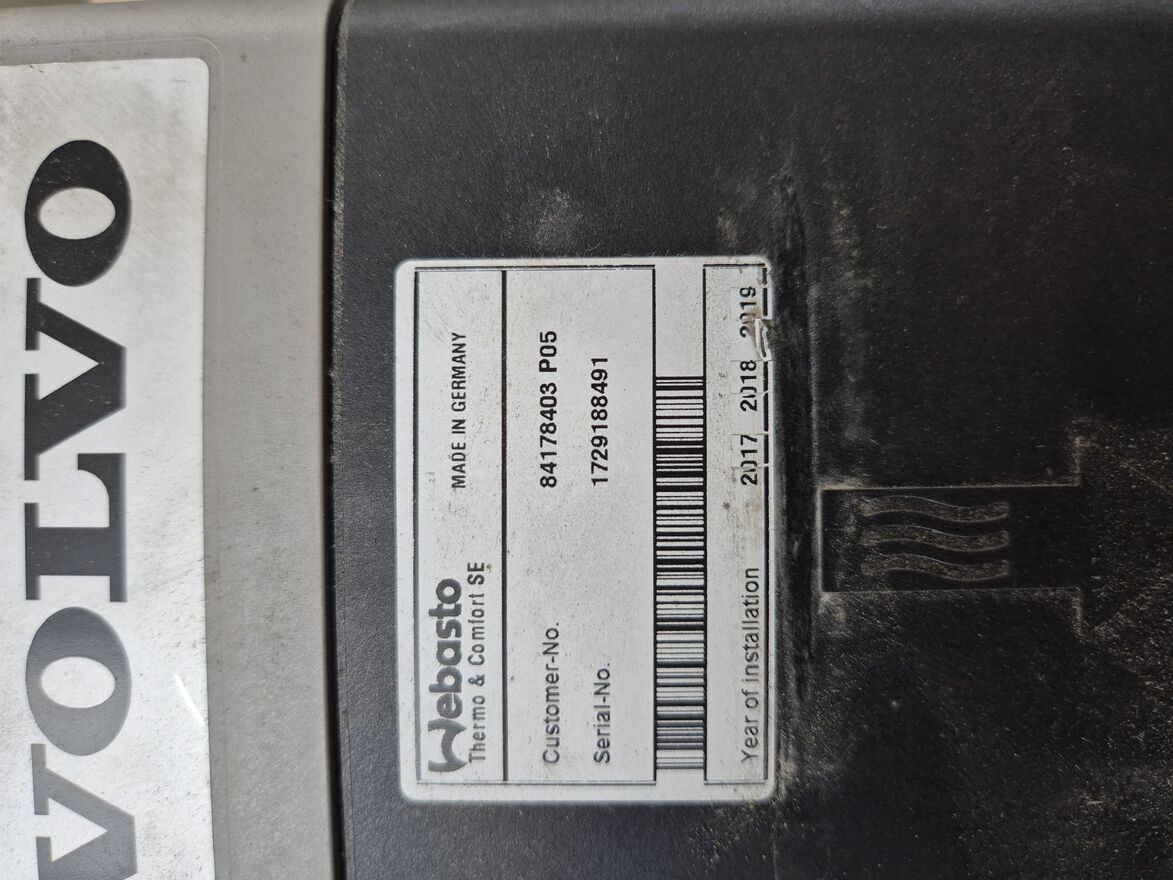 VOLVO
Webasto
Thermo & Comfort SE MADE IN GERMANY
Customer-No. 84178403 P05
Serial-No. 1729188491
Year of installation 2017 2018 2019